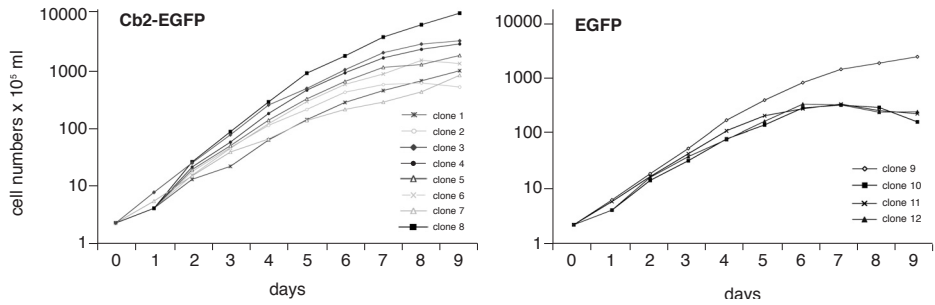 Cb2-EGFP
cell numbers x 10⁵ ml
10000
1000
100
10
1
0 1 2 3 4 5 6 7 8 9
days
clone 1
clone 2
clone 3
clone 4
clone 5
clone 6
clone 7
clone 8
EGFP
10000
1000
100
10
1
0 1 2 3 4 5 6 7 8 9
days
clone 9
clone 10
clone 11
clone 12